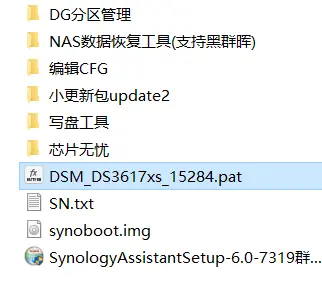 DG分区管理
NAS数据恢复工具(支持黑群晖)
编辑CFG
小更新包update2
写盘工具
芯片无忧
DSM_DS3617xs_15284.pat
SN.txt
synoboot.img
SynologyAssistantSetup-6.0-7319群...